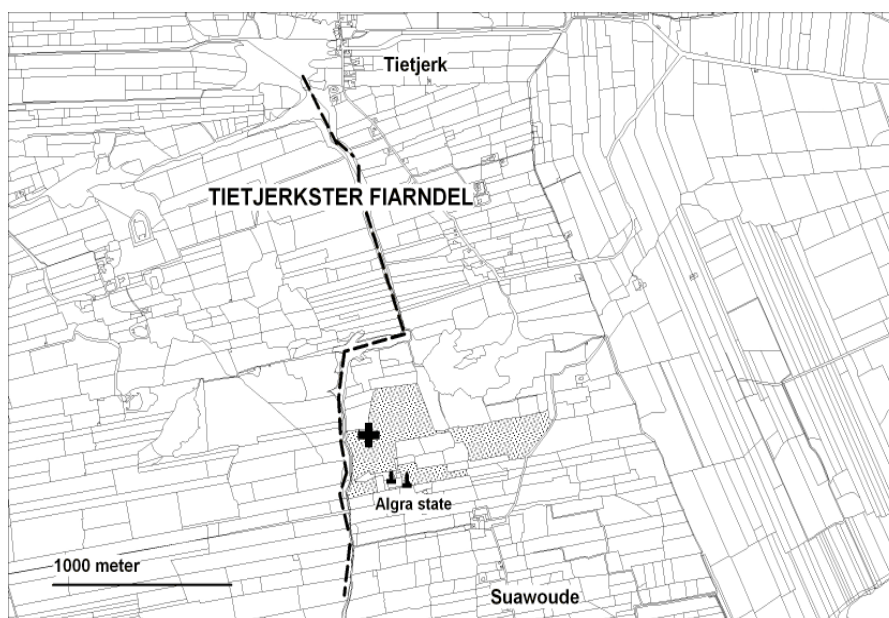 Tietjerk
TIETJERKSTER FIARNDEL
Algra state
1000 meter
Suawoude